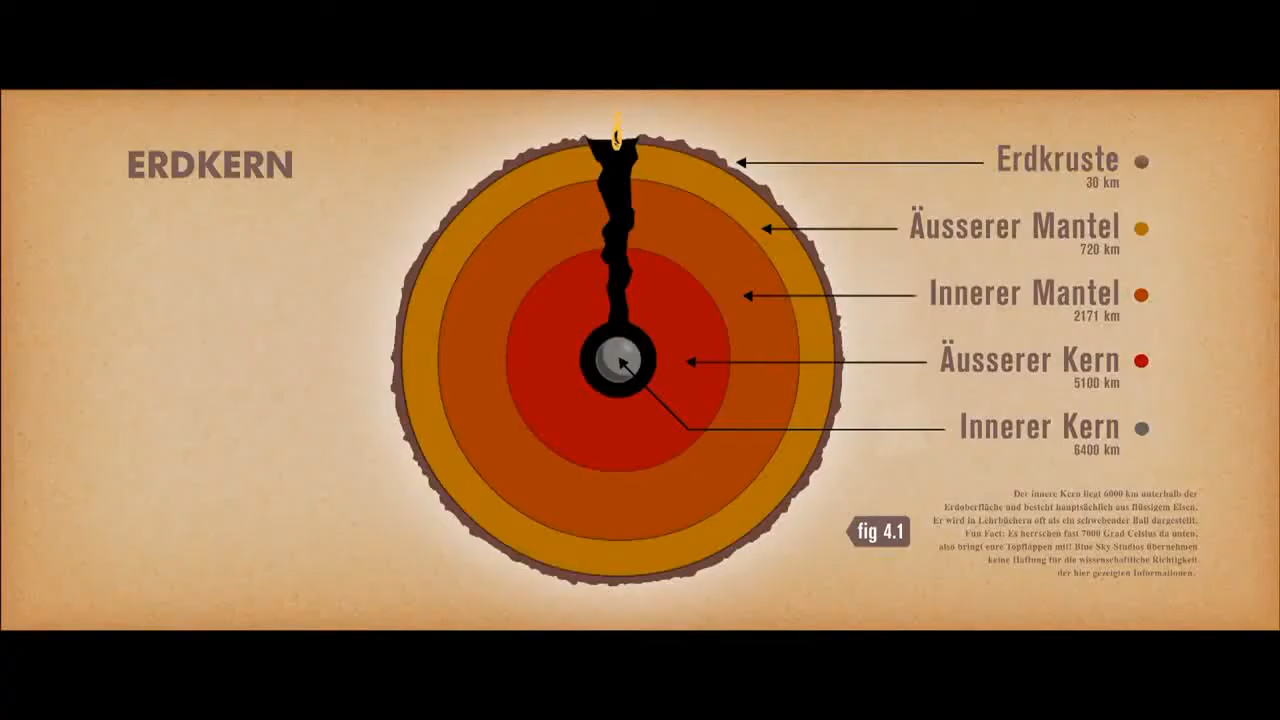 ERDKERN
Erdkruste
30 km
Äusserer Mantel
720 km
Innerer Mantel
2171 km
Äusserer Kern
5100 km
Innerer Kern
6400 km
fig 4.1
Der innere Kern liegt 6000 km unterhalb der
Erdoberfläche und besteht hauptsächlich aus flüssigem Eisen.
Er wird in Lehrbüchern oft als ein schwebender Ball dargestellt.
Fun Fact: Es herrschen fast 7000 Grad Celsius da unten,
also bringt eure Topflappen mit! Blue Sky Studios übernehmen
keine Haftung für die wissenschaftliche Richtigkeit
der hier gezeigten Informationen.